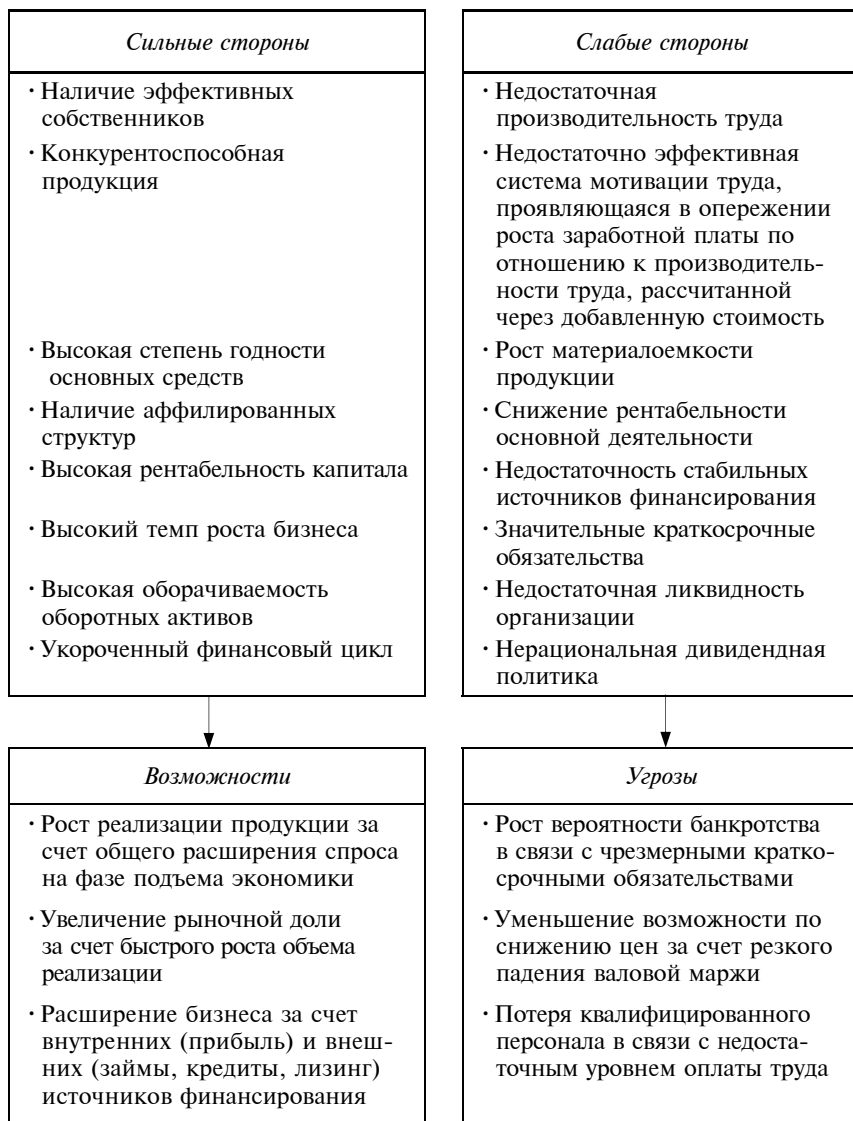 Сильные стороны
· Наличие эффективных
собственников
· Конкурентоспособная
продукция
· Высокая степень годности
основных средств
· Наличие аффилированных
структур
· Высокая рентабельность капитала
· Высокий темп роста бизнеса
· Высокая оборачиваемость
оборотных активов
· Укороченный финансовый цикл
Слабые стороны
· Недостаточная
производительность труда
· Недостаточно эффективная
система мотивации труда,
проявляющаяся в опережении
роста заработной платы по
отношению к производитель-
ности труда, рассчитанной
через добавленную стоимость
· Рост материалоемкости
продукции
· Снижение рентабельности
основной деятельности
· Недостаточность стабильных
источников финансирования
· Значительные краткосрочные
обязательства
· Недостаточная ликвидность
организации
· Нерациональная дивидендная
политика
Возможности
· Рост реализации продукции за
счет общего расширения спроса
на фазе подъема экономики
· Увеличение рыночной доли
за счет быстрого роста объема
реализации
· Расширение бизнеса за счет
внутренних (прибыль) и внеш-
них (займы, кредиты, лизинг)
источников финансирования
Угрозы
· Рост вероятности банкротства
в связи с чрезмерными кратко-
срочными обязательствами
· Уменьшение возможности по
снижению цен за счет резкого
падения валовой маржи
· Потеря квалифицированного
персонала в связи с недоста-
точным уровнем оплаты труда